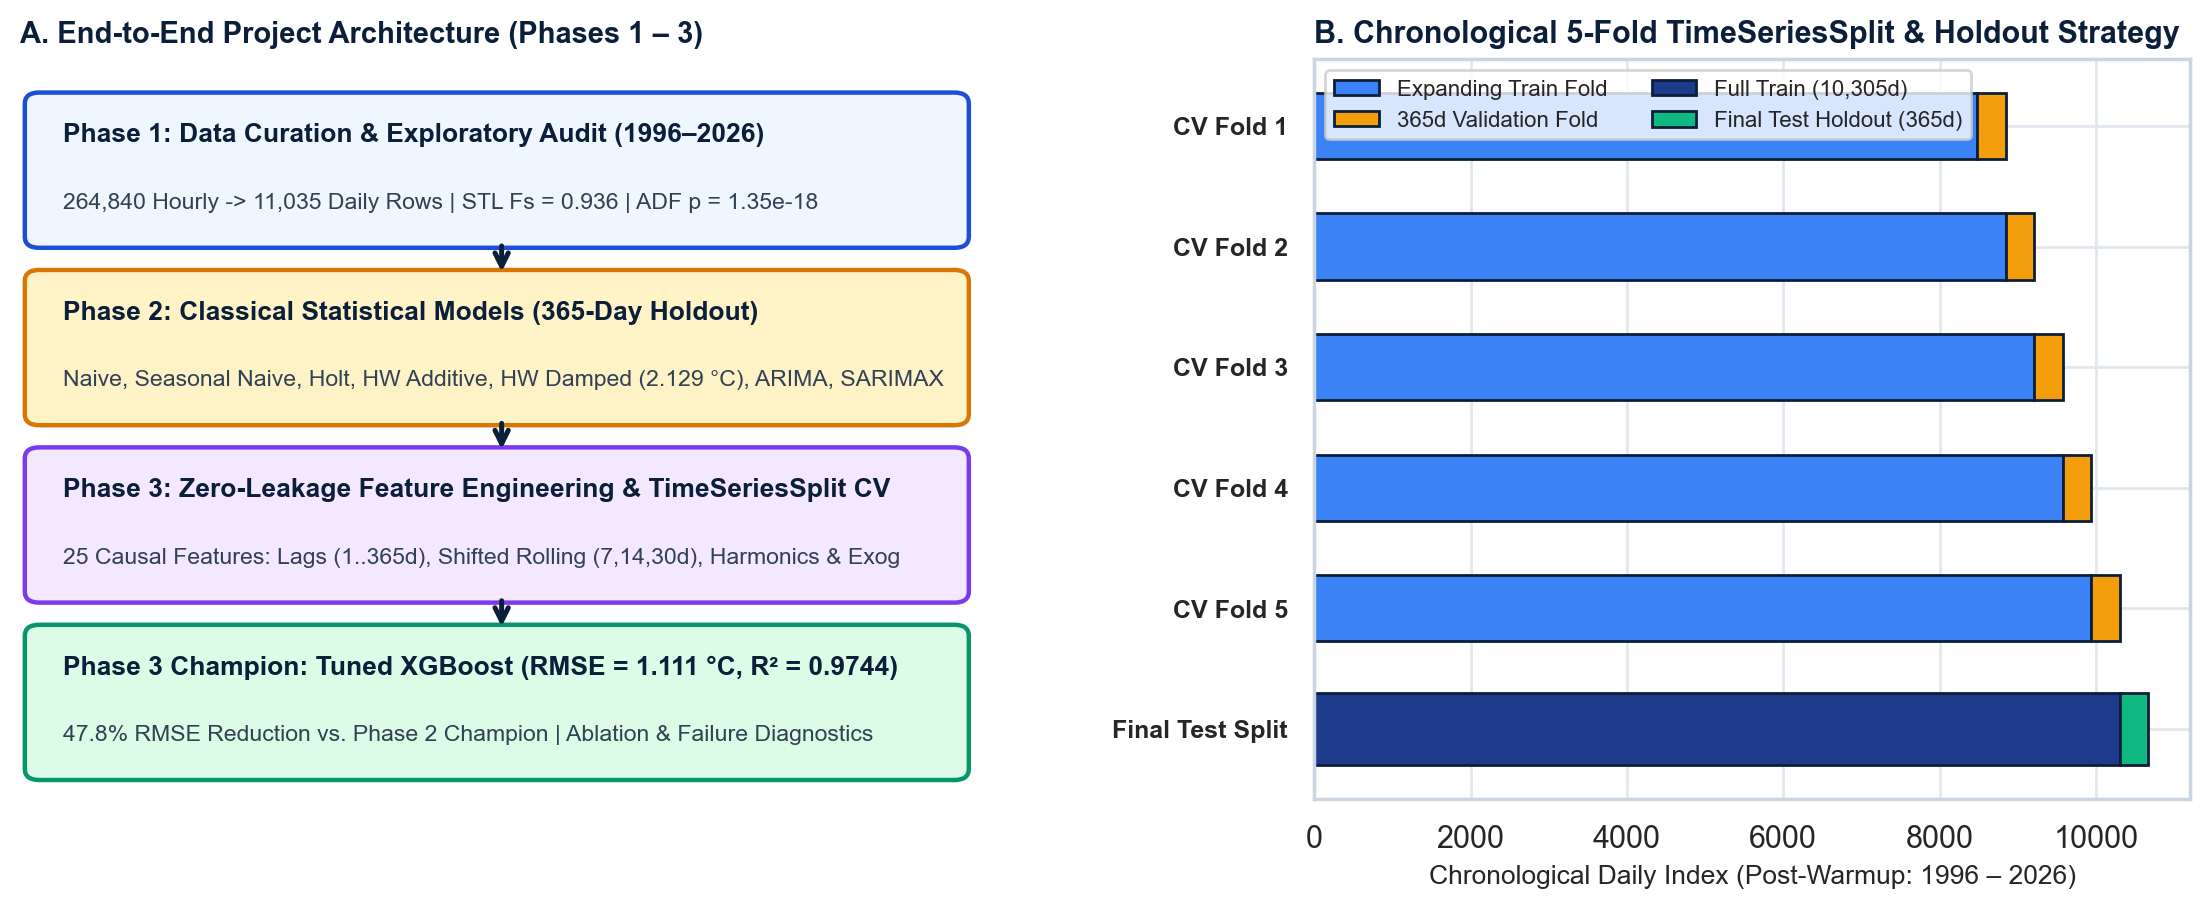 A. End-to-End Project Architecture (Phases 1 – 3)
Phase 1: Data Curation & Exploratory Audit (1996–2026)
264,840 Hourly -> 11,035 Daily Rows | STL Fs = 0.936 | ADF p = 1.35e-18
Phase 2: Classical Statistical Models (365-Day Holdout)
Naive, Seasonal Naive, Holt, HW Additive, HW Damped (2.129 °C), ARIMA, SARIMAX
Phase 3: Zero-Leakage Feature Engineering & TimeSeriesSplit CV
25 Causal Features: Lags (1..365d), Shifted Rolling (7,14,30d), Harmonics & Exog
Phase 3 Champion: Tuned XGBoost (RMSE = 1.111 °C, R² = 0.9744)
47.8% RMSE Reduction vs. Phase 2 Champion | Ablation & Failure Diagnostics
B. Chronological 5-Fold TimeSeriesSplit & Holdout Strategy
Expanding Train Fold
365d Validation Fold
Full Train (10,305d)
Final Test Holdout (365d)
CV Fold 1
CV Fold 2
CV Fold 3
CV Fold 4
CV Fold 5
Final Test Split
0 2000 4000 6000 8000 10000
Chronological Daily Index (Post-Warmup: 1996 – 2026)